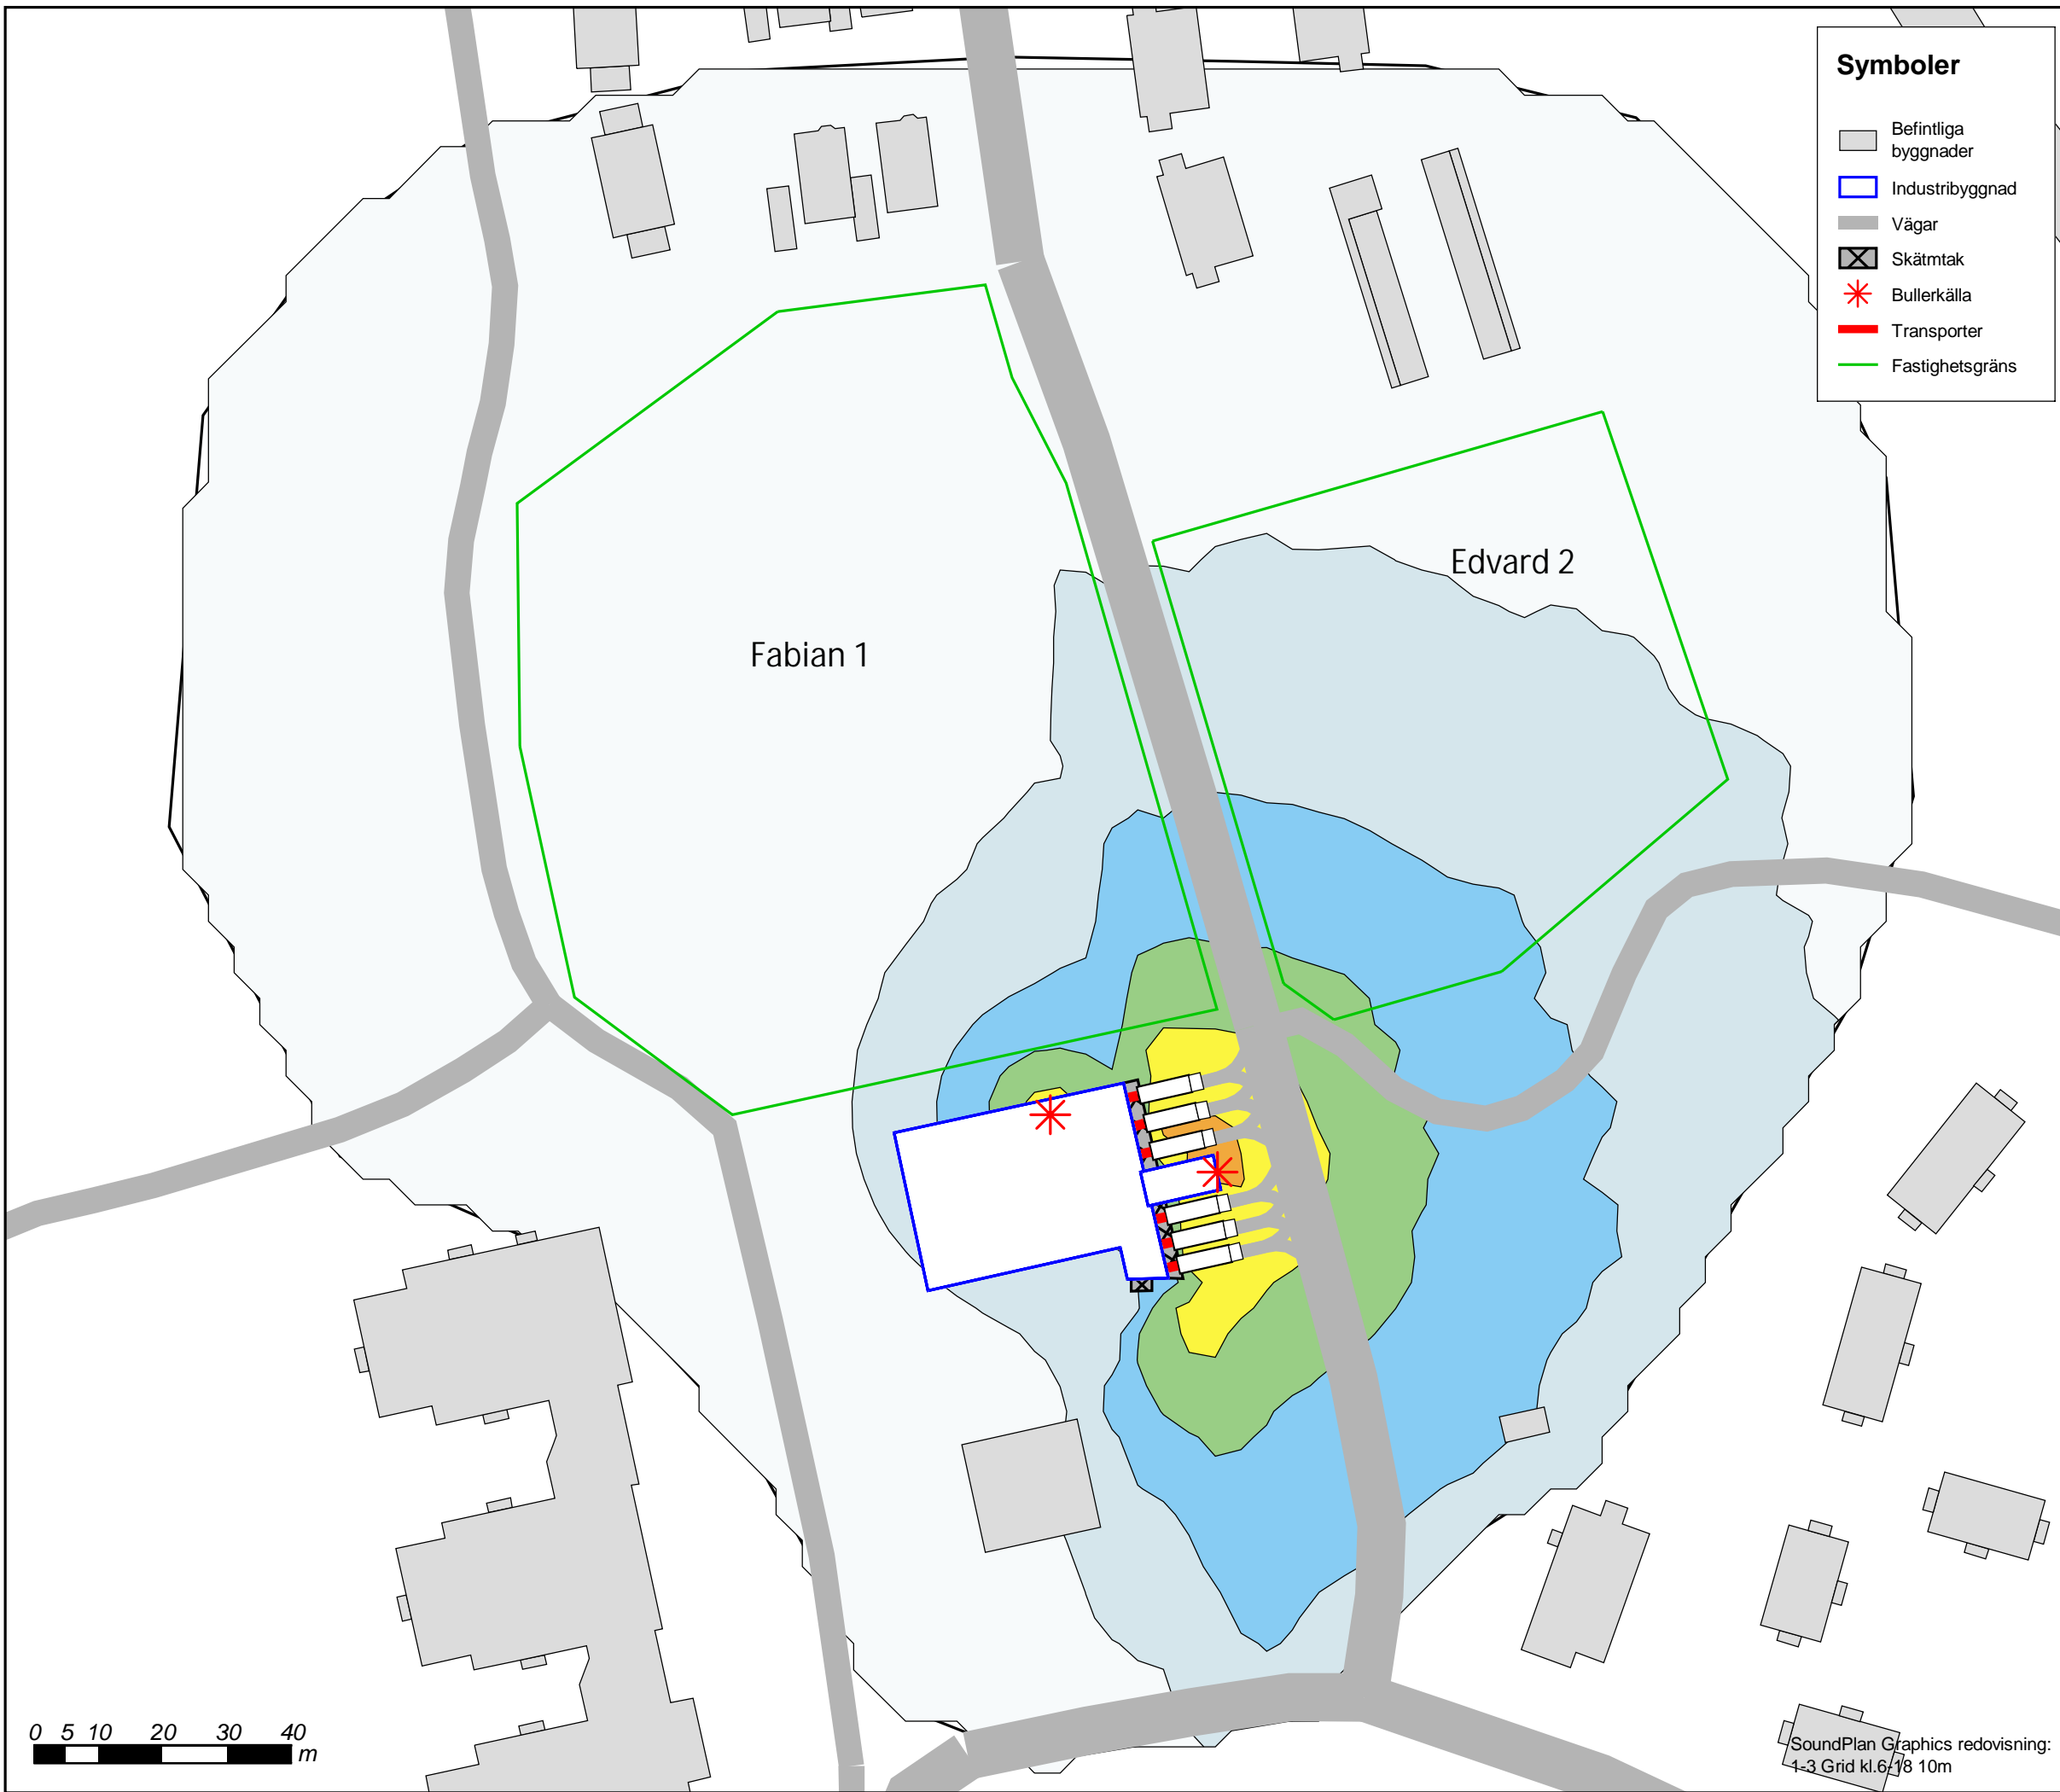 Symboler
Befintliga
byggnader
Industribyggnad
Vägar
Skätmtak
Bullerkälla
Transporter
Fastighetsgräns
Edvard 2
Fabian 1
0 5 10 20 30 40
m
SoundPlan Graphics redovisning:
1-3 Grid kl.6-18 10m